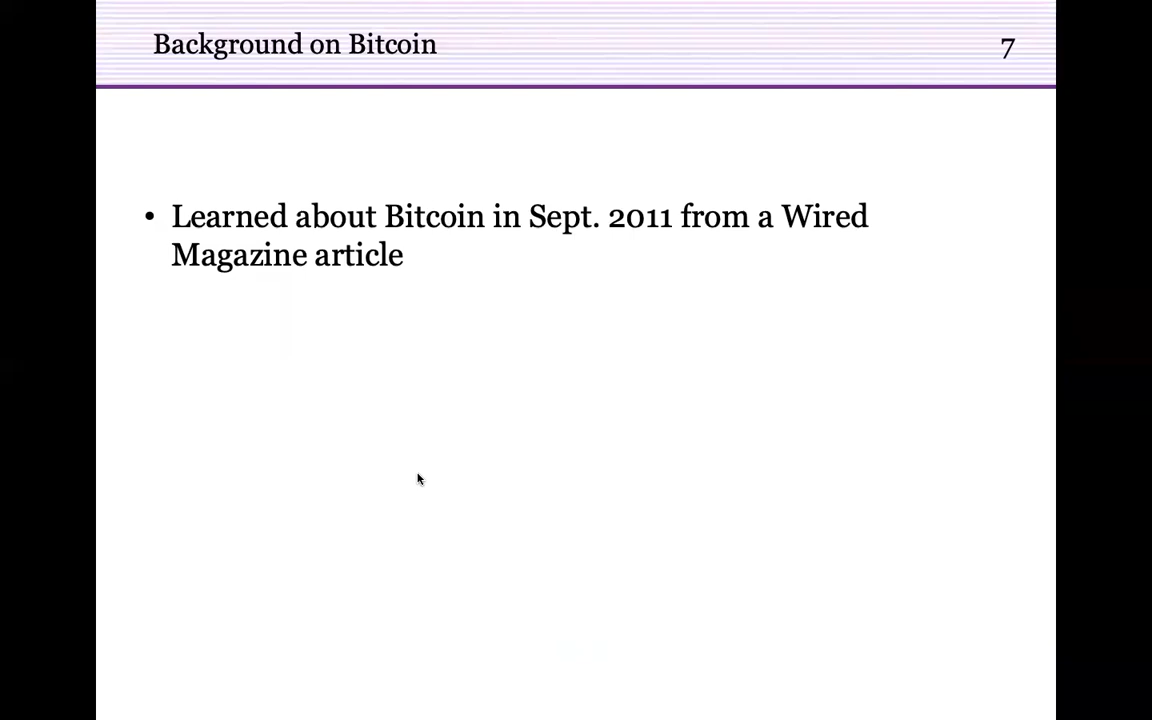 Background on Bitcoin 7
• Learned about Bitcoin in Sept. 2011 from a Wired
Magazine article